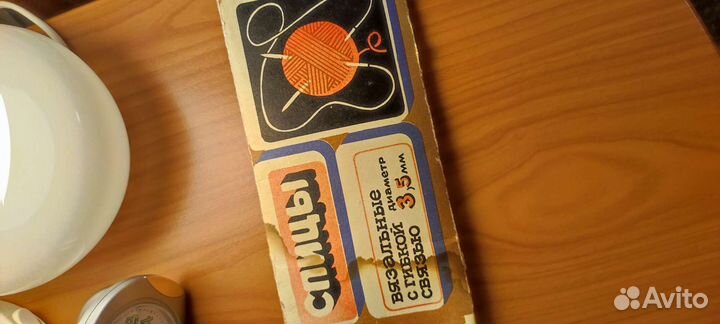 спицы
вязальные
с гибкой
связью
диаметр
3,5 мм
Avito